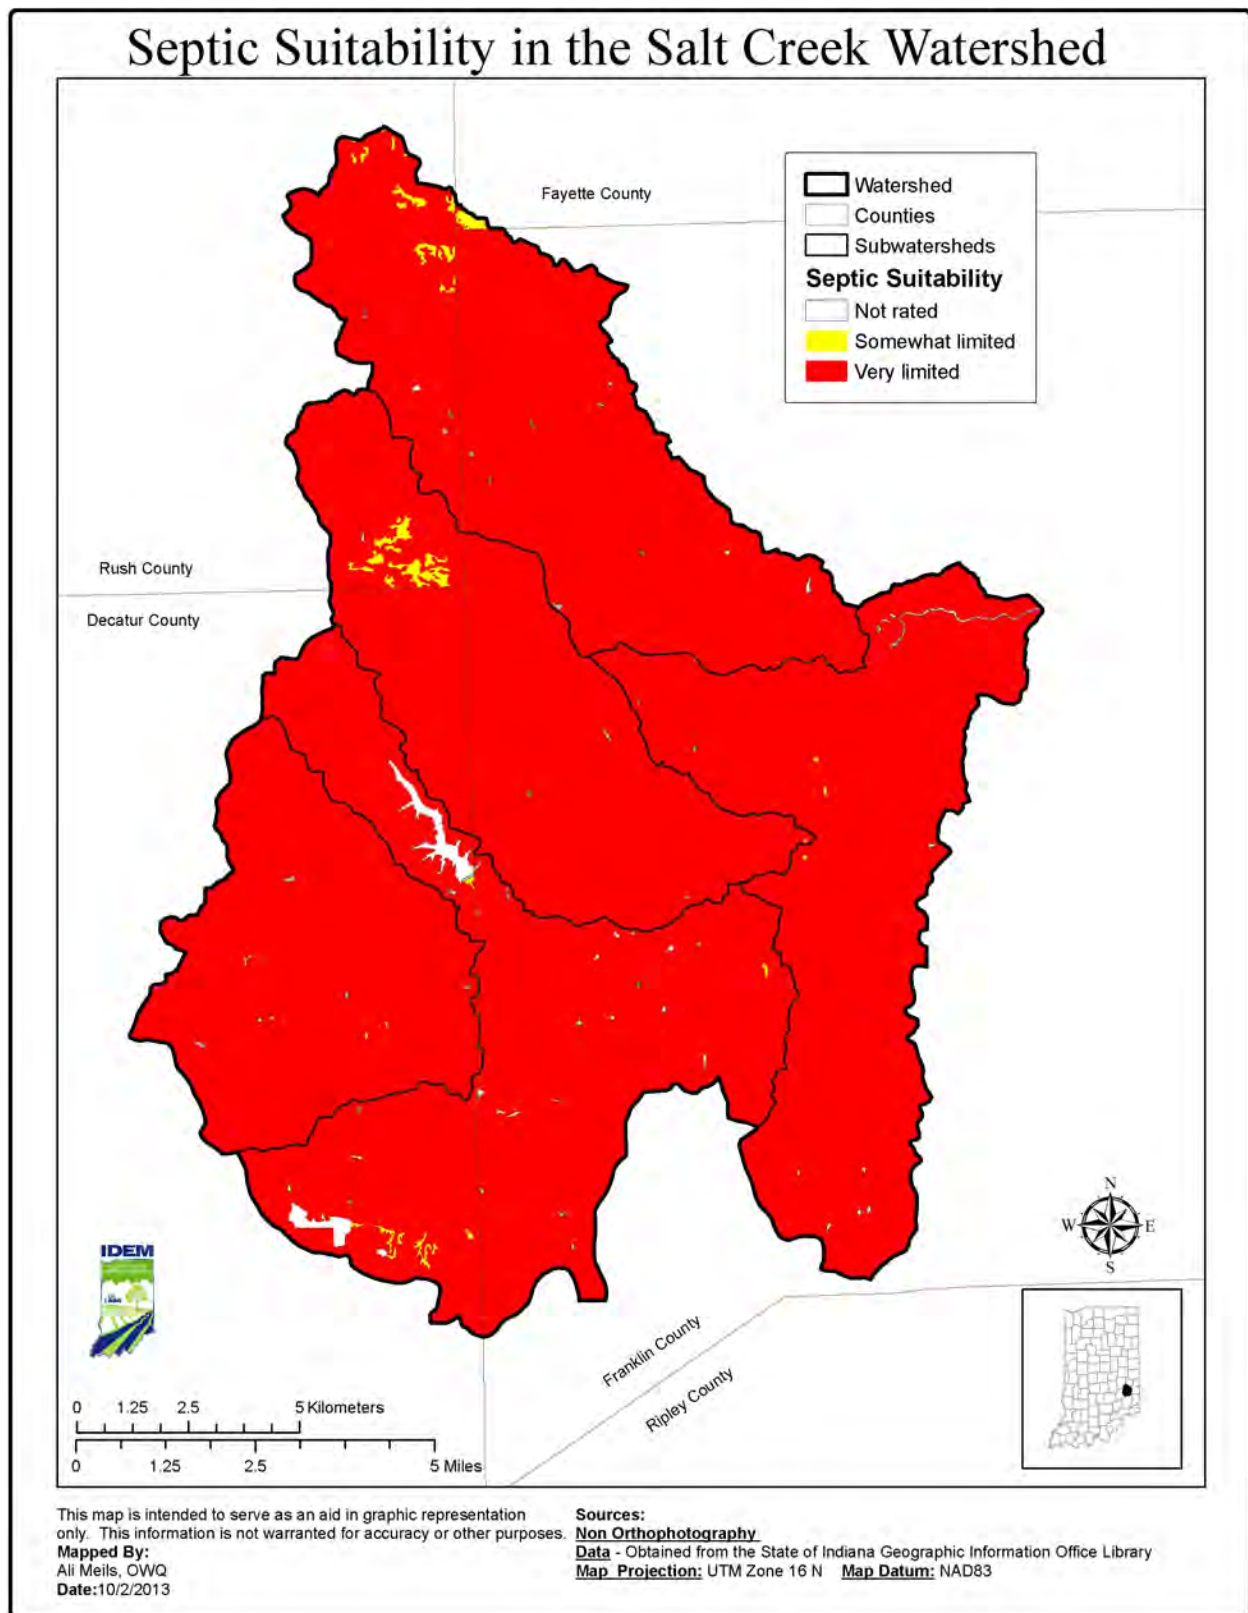 Septic Suitability in the Salt Creek Watershed
Fayette County
Watershed
Counties
Subwatersheds
Septic Suitability
Not rated
Somewhat limited
Very limited
Rush County
Decatur County
N
W
E
S
IDEM
Franklin County
Ripley County
0 1.25 2.5 5 Kilometers
0 1.25 2.5 5 Miles
This map is intended to serve as an aid in graphic representation
only. This information is not warranted for accuracy or other purposes.
Mapped By:
Ali Meils, OWQ
Date:10/2/2013
Sources:
Non Orthophotography
Data - Obtained from the State of Indiana Geographic Information Office Library
Map Projection: UTM Zone 16 N Map Datum: NAD83